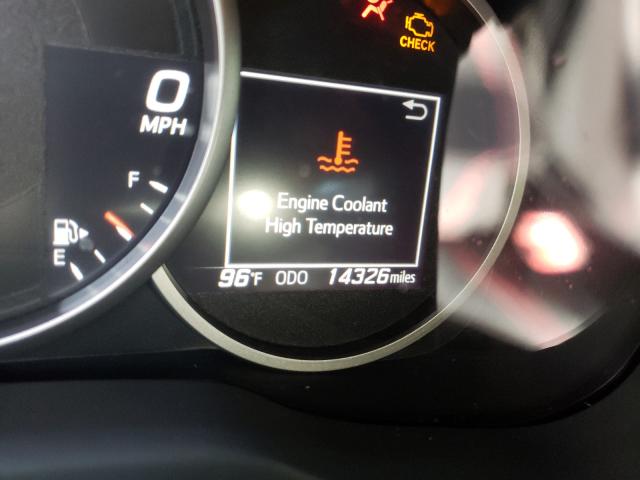 CHECK
0
MPH
F
E
Engine Coolant
High Temperature
96°F ODO 14326 miles